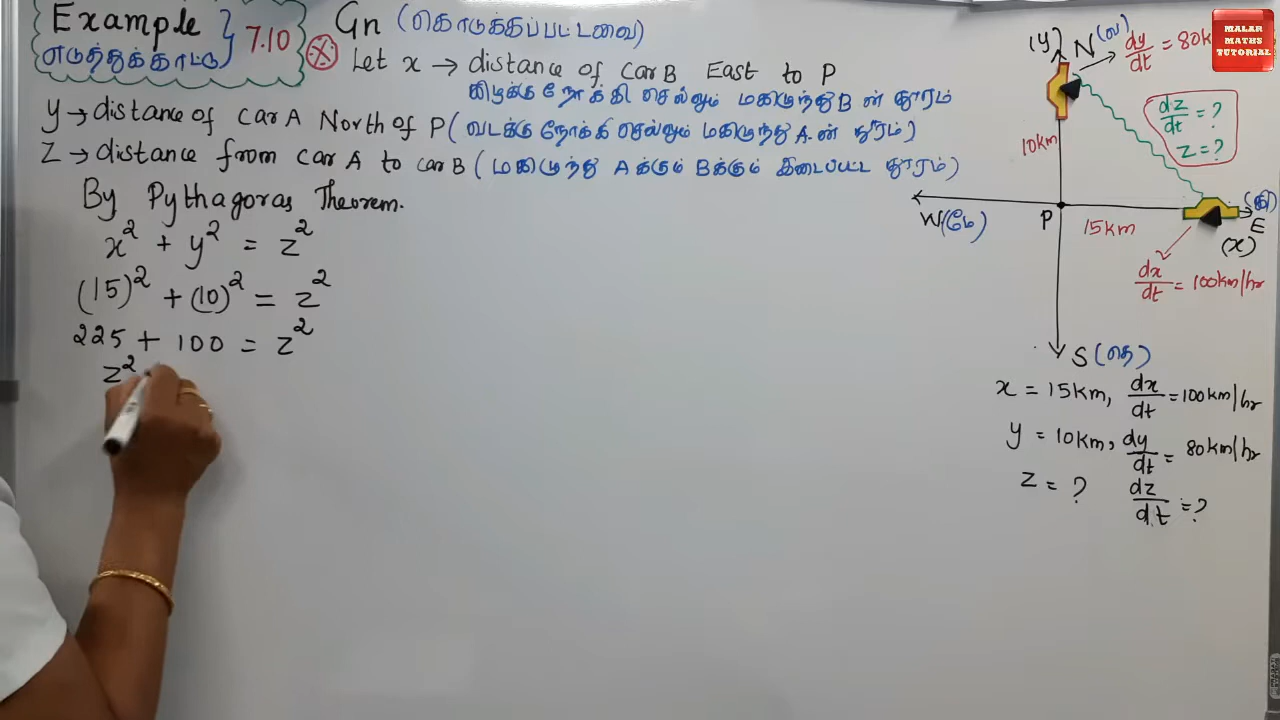 Example
எடுத்துக்காட்டு } 7.10
Gn (கொடுக்கப்பட்டவை)
Let x → distance of car B East to P
கிழக்கு நோக்கி செல்லும் மகிழுந்து B ன் தூரம்
y → distance of car A North of P (வடக்கு நோக்கி செல்லும் மகிழுந்து A ன் தூரம்)
Z → distance from car A to car B (மகிழுந்து A க்கும் B க்கும் இடைப்பட்ட தூரம்)
By Pythagoras Theorem.
x² + y² = z²
(15)² + (10)² = z²
225 + 100 = z²
z²
(y) N (வ)
dy/dt = 80k
MALAR
MATHS
TUTORIAL
dz/dt = ?
z = ?
10km
W(மே) P 15km E (கி)
(x)
dx/dt = 100km/hr
S (தெ)
x = 15km, dx/dt = 100km/hr
y = 10km, dy/dt = 80km/hr
z = ? dz/dt = ?